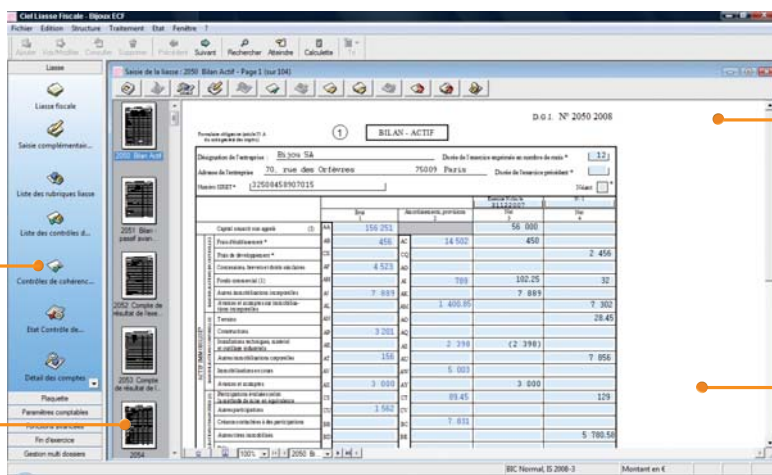 Ciel Liasse Fiscale - Bijoux ECF
Fichier Edition Structure Traitement Etat Fenêtre ?
Ajouter Voir/Modifier Consulter Supprimer Précédent Suivant Rechercher Atteindre Calculette Tri
Liasse
Liasse fiscale
Saisie complémentair...
Liste des rubriques liasse
Liste des contrôles d...
Contrôles de cohérenc...
Etat Contrôle de...
Détail des comptes
Plaquette
Paramètres comptables
Fonctions avancées
Fin d'exercice
Gestion multi dossiers
Saisie de la liasse : 2050 Bilan Actif - Page 1 (sur 104)
2050 Bilan Actif
2051 Bilan - passif avan...
2052 Compte de résultat de l'exe...
2053 Compte de résultat de l...
2054
D.G.I. N° 2050 2008
1 BILAN - ACTIF
Désignation de l'entreprise : Bijou SA Durée de l'exercice exprimée en nombre de mois * 12
Adresse de l'entreprise 70, rue des Orfèvres 75009 Paris Durée de l'exercice précédent *
Numéro SIRET * 32508458907015 Néant *
31122007 N-1
Brut 1 Amortissements, provisions 2 Net 3 Net 4
Capital souscrit non appelé (I) AA 156 251 56 000
Frais d'établissement * AB 456 AC 14 502 450
Frais de développement * CX CQ 2 456
Concessions, brevets et droits similaires AF 4 523 AG
Fonds commercial (1) AH AI 789 102.25 32
Autres immobilisations incorporelles AJ 7 889 AK 7 889
Avances et acomptes sur immobilisations incorporelles AL AM 1 400.85 7 302
Terrains AN AO 28.45
Constructions AP 3 201 AQ
Installations techniques, matériel et outillage industriels AR AS 2 398 (2 398)
Autres immobilisations corporelles AT 156 AU 7 856
Immobilisations en cours AV AW 5 003
Avances et acomptes AX 3 000 AY 3 000
Participations évaluées selon la méthode de mise en équivalence CS CT 89.45 129
Autres participations CU 1 562 CV
Créances rattachées à des participations BB BC 7.831
Autres titres immobilisés BD BE 5 780.58
ACTIF IMMOBILISÉ *
100% 2050 B...
BIC Normal, IS 2008-3 Montant en €